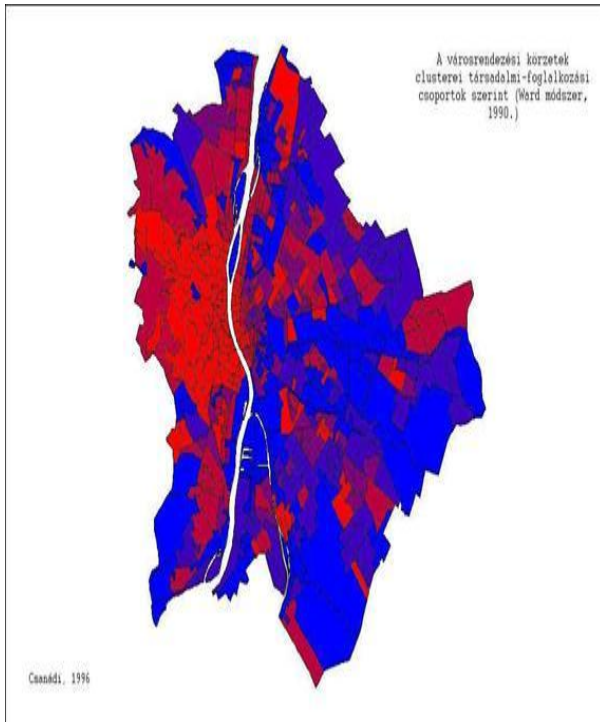 A városrendezési körzetek
clusterei társadalmi-foglalkozási
csoportok szerint (Ward módszer,
1990.)
Csanádi, 1996